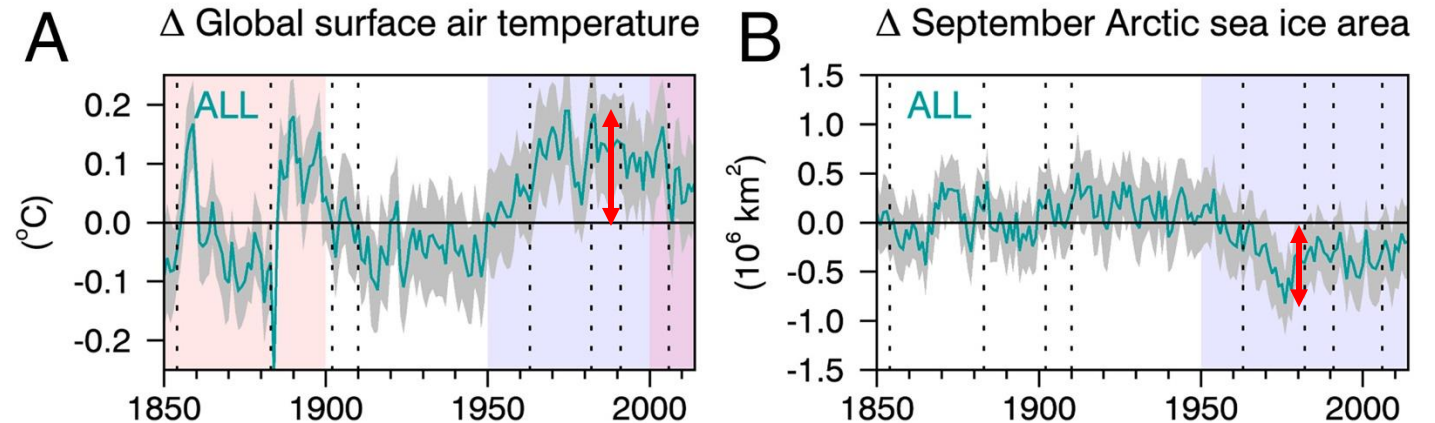 A
Δ Global surface air temperature
ALL
(°C)
0.2
0.1
0.0
-0.1
-0.2
1850
1900
1950
2000
B
Δ September Arctic sea ice area
ALL
(10⁶ km²)
1.5
1.0
0.5
0.0
-0.5
-1.0
-1.5
1850
1900
1950
2000